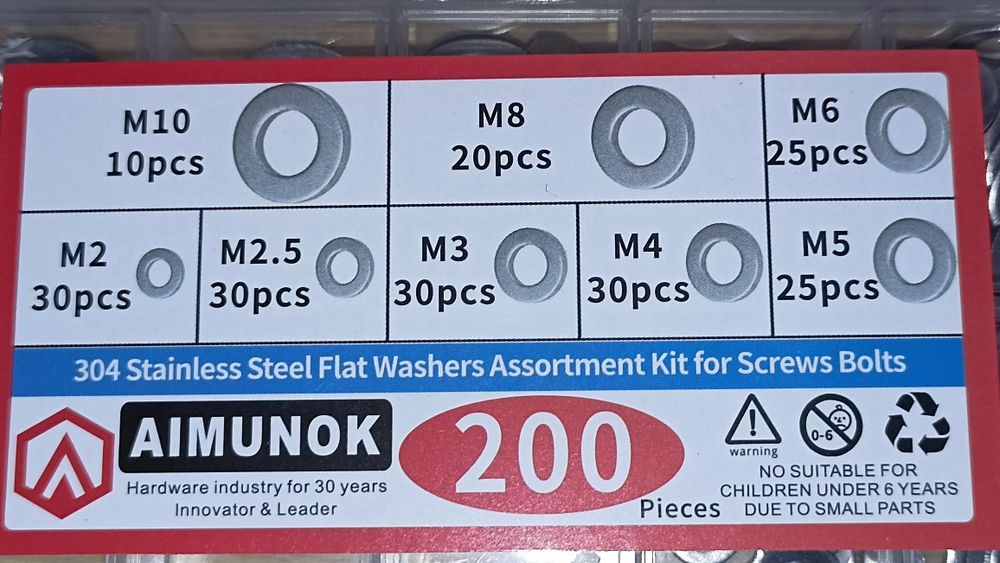 M10
10pcs
M8
20pcs
M6
25pcs
M2
30pcs
M2.5
30pcs
M3
30pcs
M4
30pcs
M5
25pcs
304 Stainless Steel Flat Washers Assortment Kit for Screws Bolts
AIMUNOK
Hardware industry for 30 years
Innovator & Leader
200
Pieces
warning
0-6
NO SUITABLE FOR
CHILDREN UNDER 6 YEARS
DUE TO SMALL PARTS